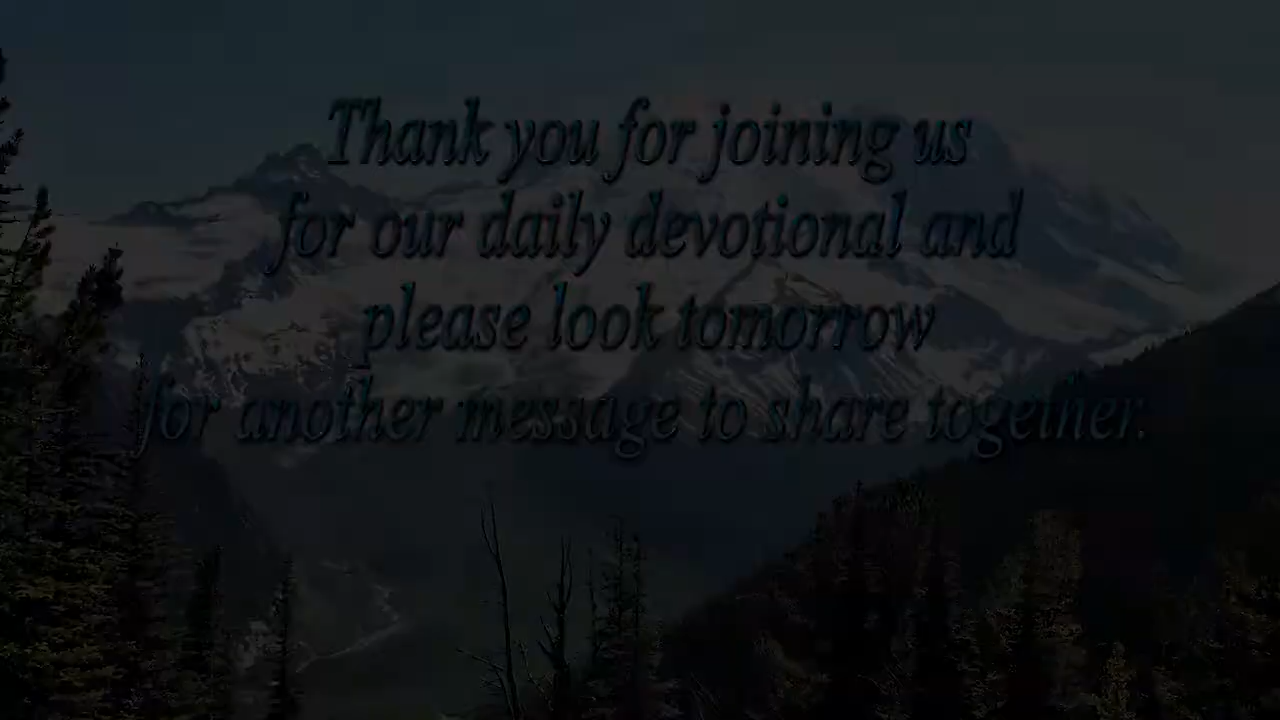 Thank you for joining us
for our daily devotional and
please look tomorrow
for another message to share together.